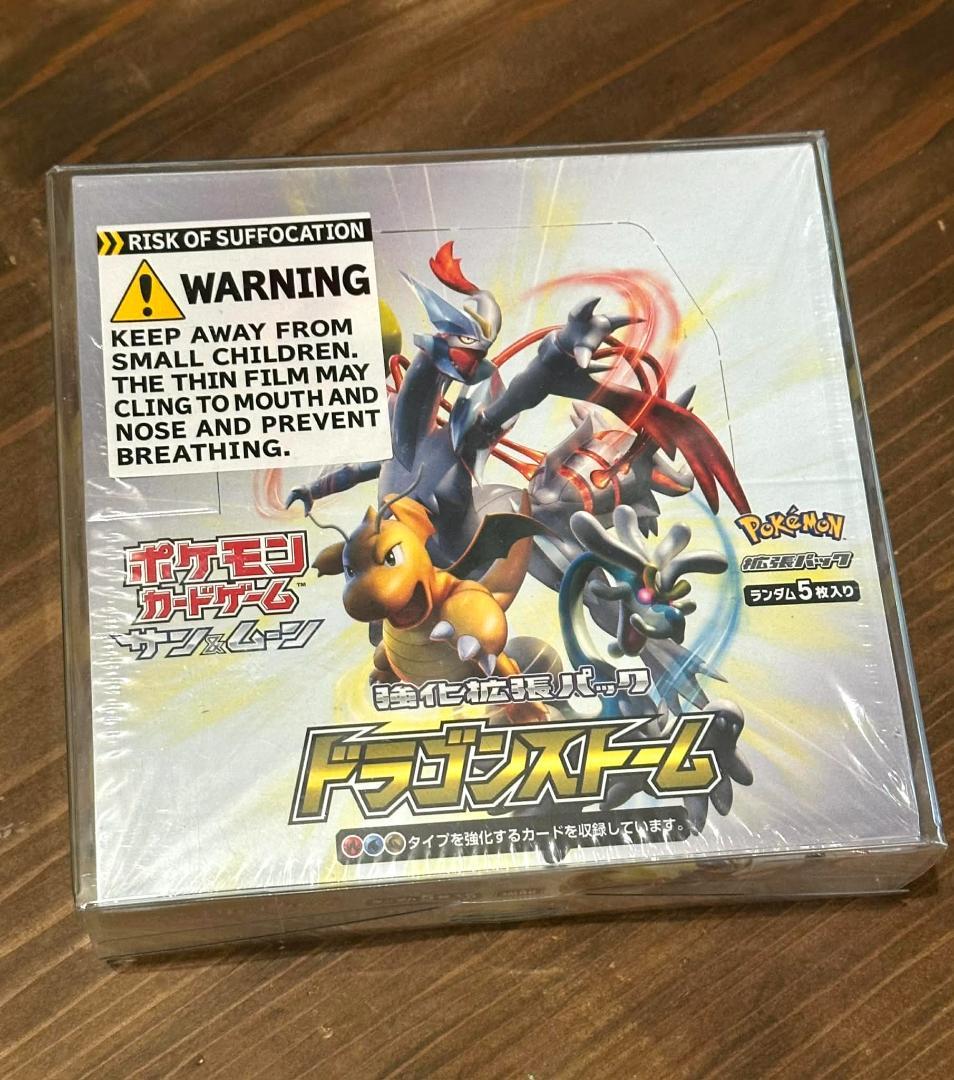 RISK OF SUFFOCATION
WARNING
KEEP AWAY FROM
SMALL CHILDREN.
THE THIN FILM MAY
CLING TO MOUTH AND
NOSE AND PREVENT
BREATHING.
ポケモン
カードゲーム™
サン&ムーン
POKéMON
拡張パック
ランダム5枚入り
強化拡張パック
ドラゴンストーム
タイプを強化するカードを収録しています。